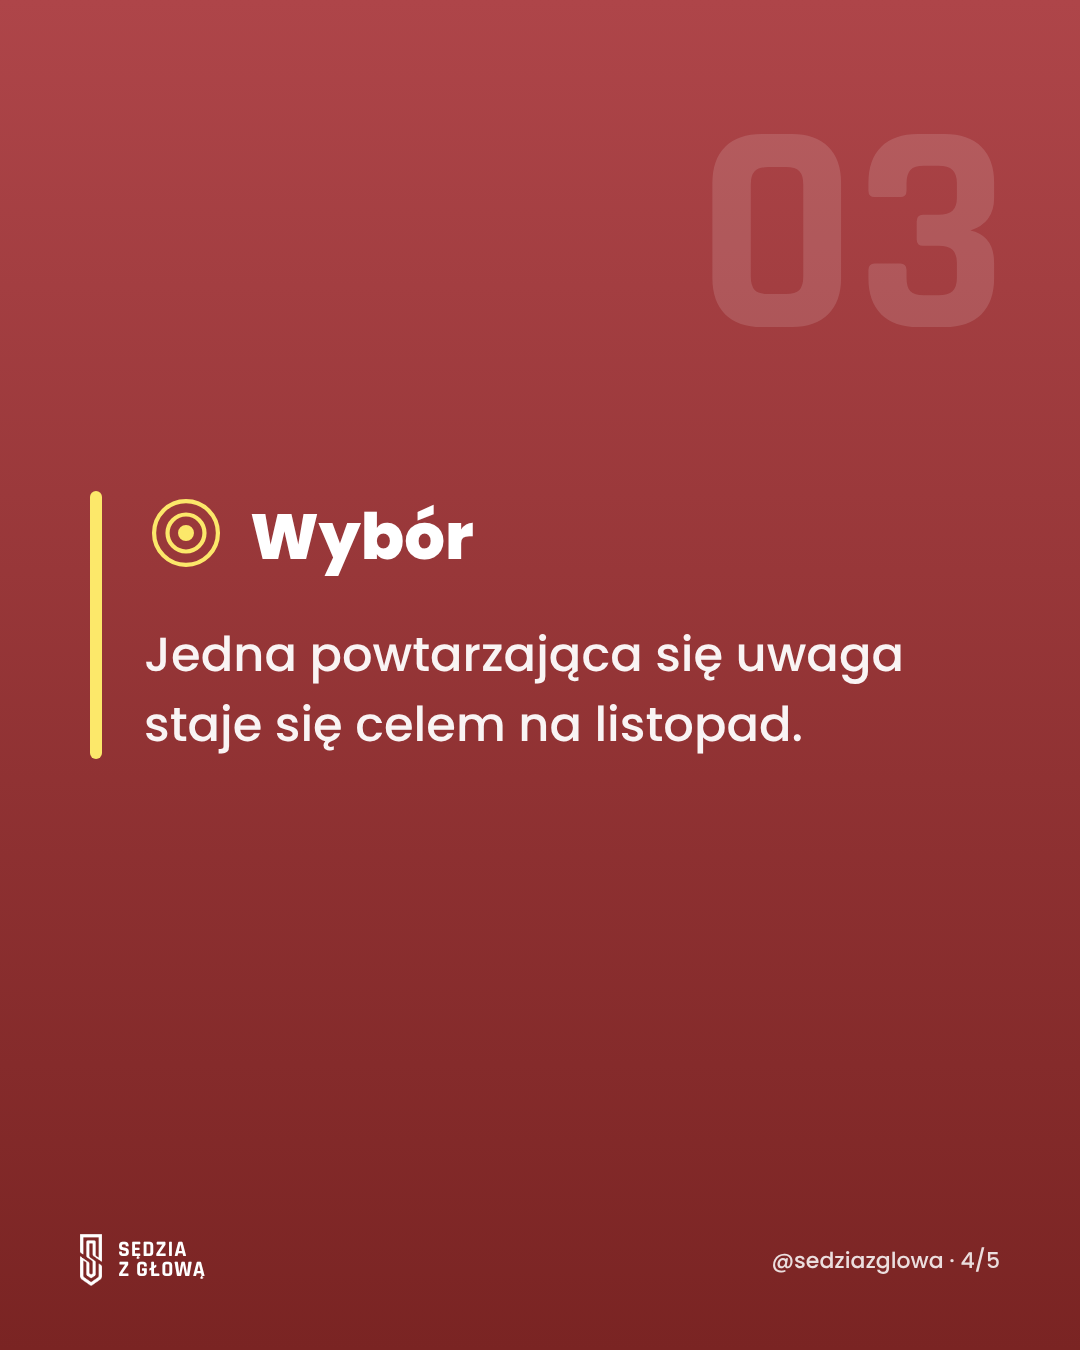 03
Wybór
Jedna powtarzająca się uwaga
staje się celem na listopad.
SĘDZIA
Z GŁOWĄ
@sedziazglowa · 4/5